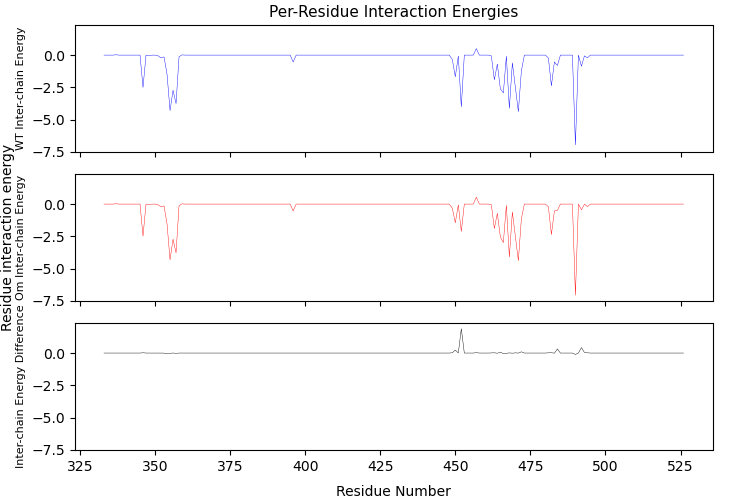 Per-Residue Interaction Energies
Residue interaction energy
WT Inter-chain Energy
0.0
−2.5
−5.0
−7.5
Om Inter-chain Energy
0.0
−2.5
−5.0
−7.5
Inter-chain Energy Difference
0.0
−2.5
−5.0
−7.5
325 350 375 400 425 450 475 500 525
Residue Number